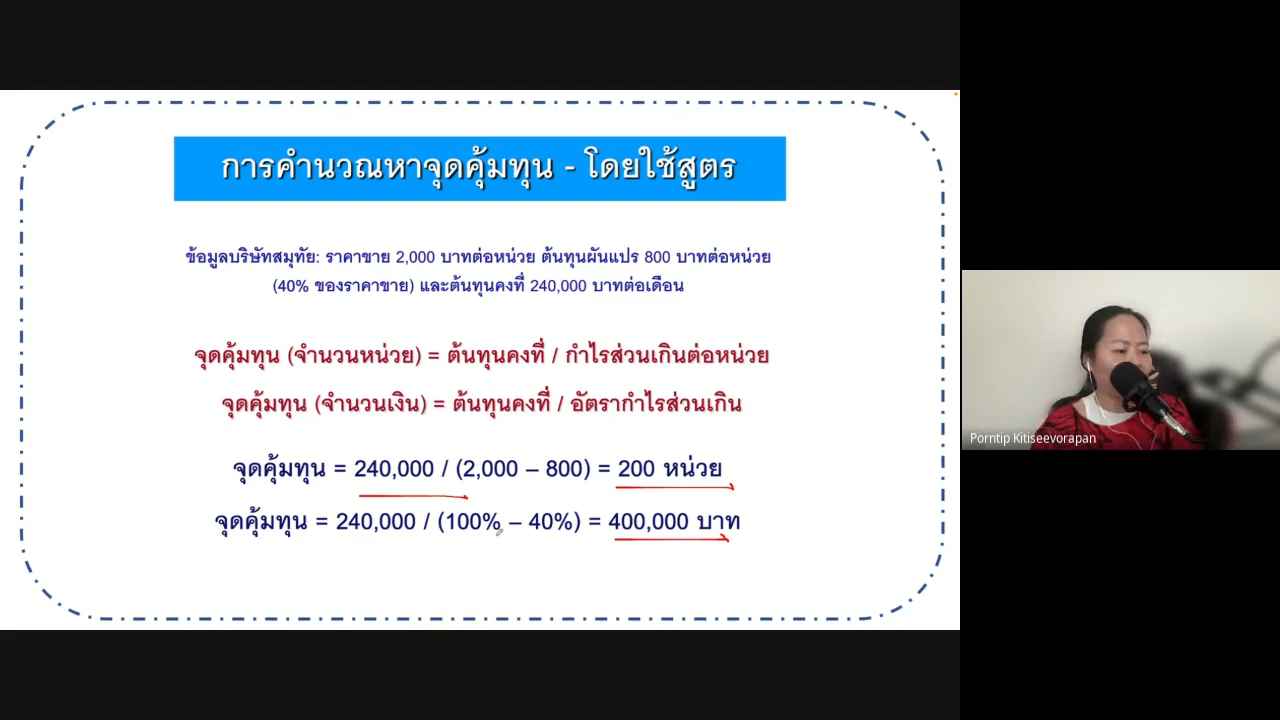 การคำนวณหาจุดคุ้มทุน - โดยใช้สูตร
ข้อมูลบริษัทสมุทัย: ราคาขาย 2,000 บาทต่อหน่วย ต้นทุนผันแปร 800 บาทต่อหน่วย
(40% ของราคาขาย) และต้นทุนคงที่ 240,000 บาทต่อเดือน
จุดคุ้มทุน (จำนวนหน่วย) = ต้นทุนคงที่ / กำไรส่วนเกินต่อหน่วย
จุดคุ้มทุน (จำนวนเงิน) = ต้นทุนคงที่ / อัตรากำไรส่วนเกิน
จุดคุ้มทุน = 240,000 / (2,000 – 800) = 200 หน่วย
จุดคุ้มทุน = 240,000 / (100% – 40%) = 400,000 บาท
Porntip Kitiseevorapan